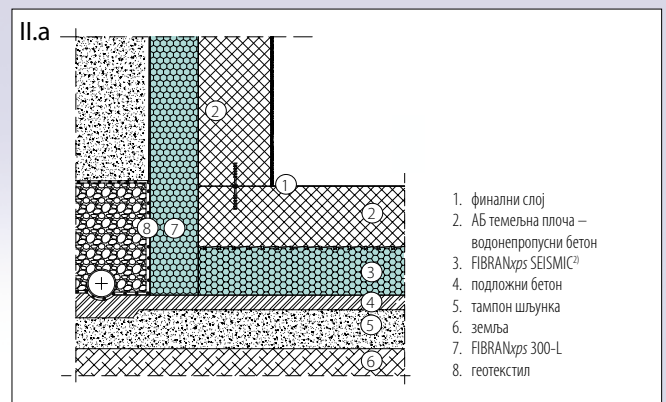 II.a
2
1
2
8
7
3
4
5
6
1. финални слој
2. АБ темељна плоча –
водонепропусни бетон
3. FIBRANxps SEISMIC²⁾
4. подложни бетон
5. тампон шљунка
6. земља
7. FIBRANxps 300-L
8. геотекстил